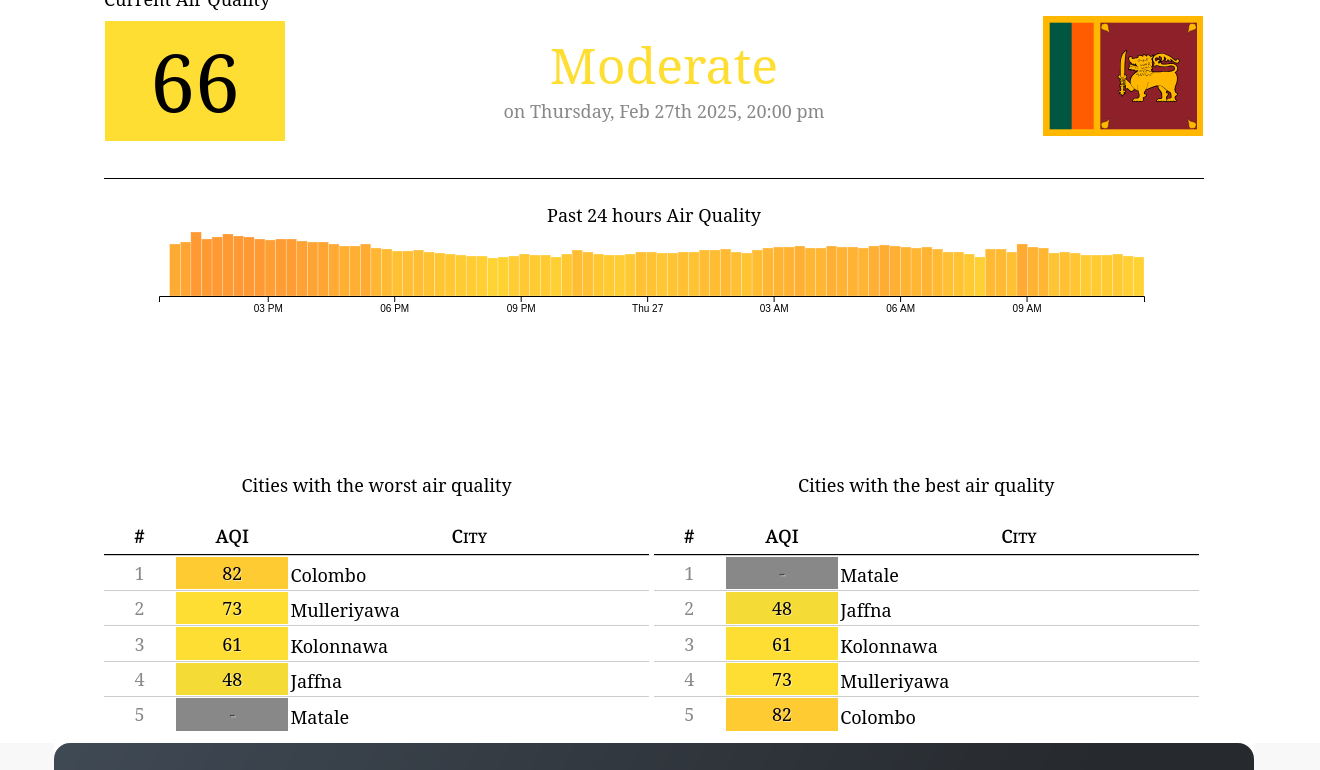 Current Air Quality
66
Moderate
on Thursday, Feb 27th 2025, 20:00 pm
Past 24 hours Air Quality
03 PM 06 PM 09 PM Thu 27 03 AM 06 AM 09 AM
Cities with the worst air quality
# AQI City
1 82 Colombo
2 73 Mulleriyawa
3 61 Kolonnawa
4 48 Jaffna
5 - Matale
Cities with the best air quality
# AQI City
1 - Matale
2 48 Jaffna
3 61 Kolonnawa
4 73 Mulleriyawa
5 82 Colombo